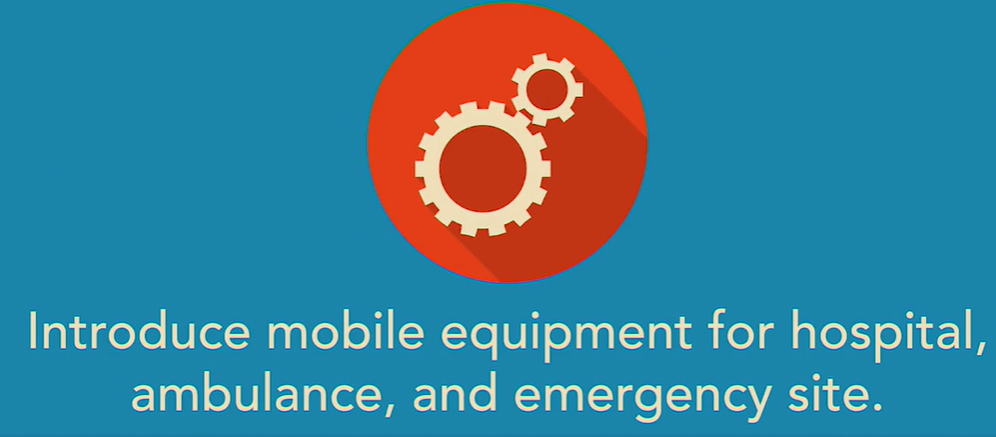 Introduce mobile equipment for hospital,
ambulance, and emergency site.